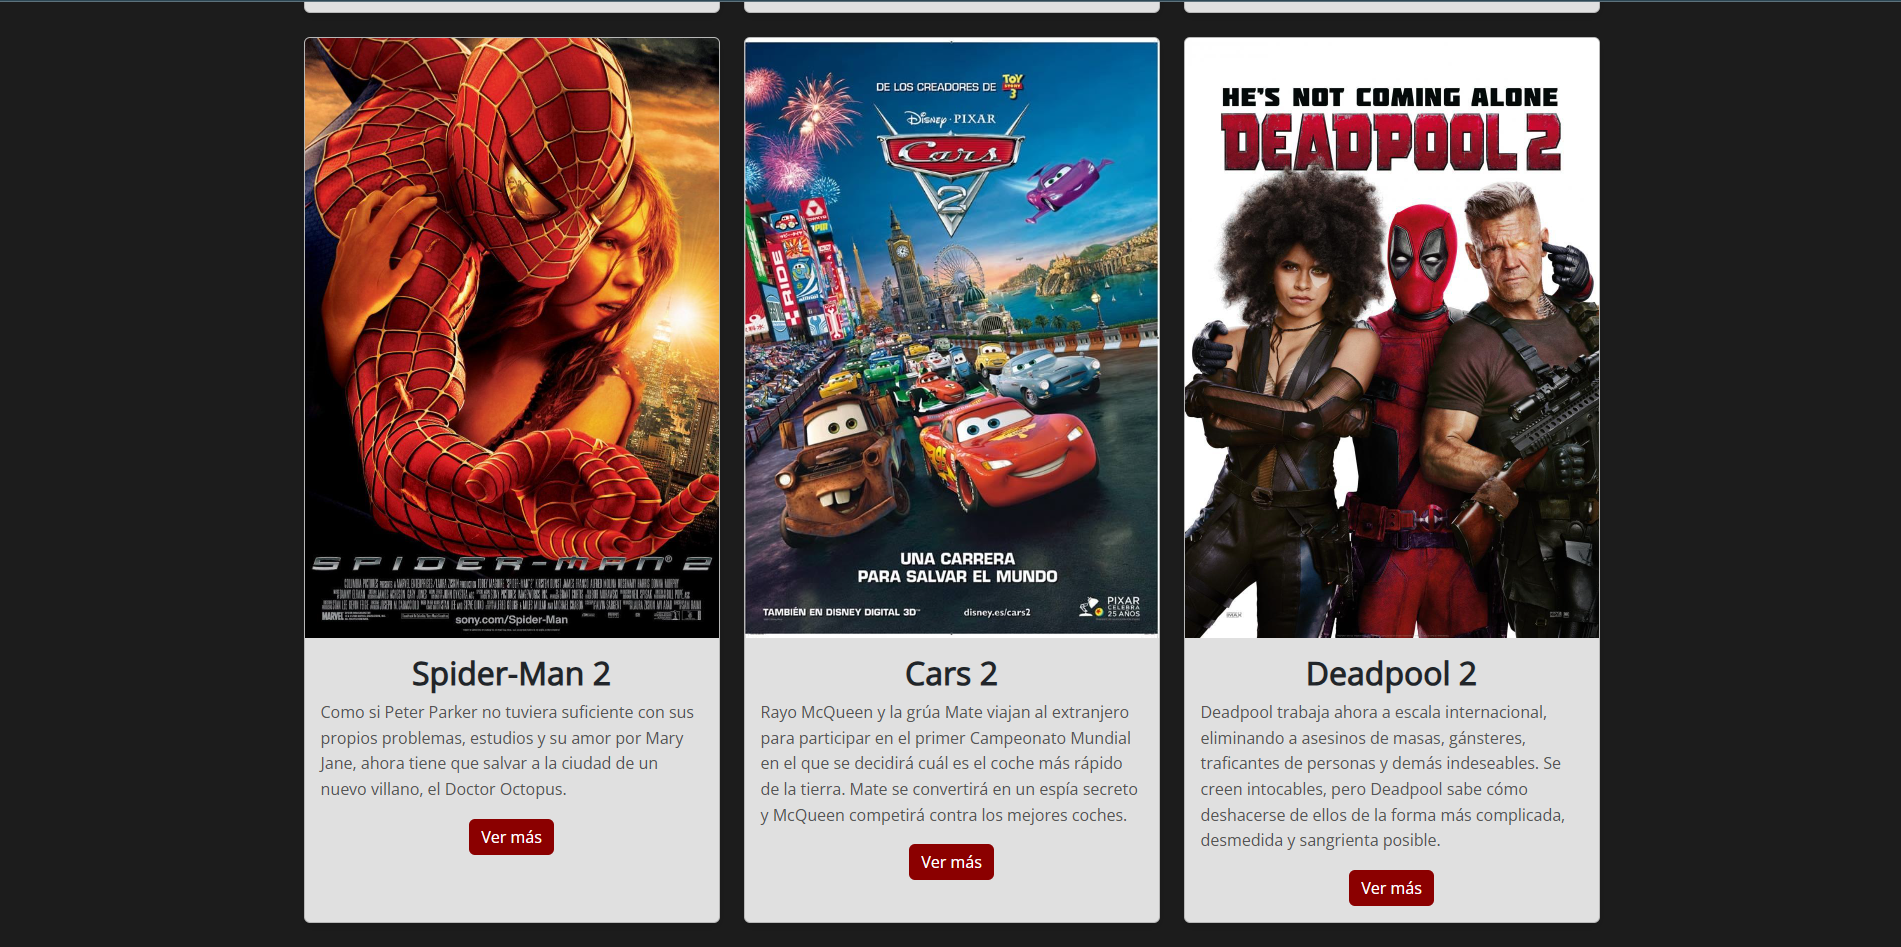 SPIDER-MAN® 2
sony.com/Spider-Man
Spider-Man 2
Como si Peter Parker no tuviera suficiente con sus
propios problemas, estudios y su amor por Mary
Jane, ahora tiene que salvar a la ciudad de un
nuevo villano, el Doctor Octopus.
Ver más
DE LOS CREADORES DE TOY STORY 3
Disney · PIXAR
Cars
2
RIDE
UNA CARRERA
PARA SALVAR EL MUNDO
TAMBIÉN EN DISNEY DIGITAL 3D™
disney.es/cars2
PIXAR
CELEBRA
25 AÑOS
Cars 2
Rayo McQueen y la grúa Mate viajan al extranjero
para participar en el primer Campeonato Mundial
en el que se decidirá cuál es el coche más rápido
de la tierra. Mate se convertirá en un espía secreto
y McQueen competirá contra los mejores coches.
Ver más
HE'S NOT COMING ALONE
DEADPOOL 2
IMAX
Deadpool 2
Deadpool trabaja ahora a escala internacional,
eliminando a asesinos de masas, gánsteres,
traficantes de personas y demás indeseables. Se
creen intocables, pero Deadpool sabe cómo
deshacerse de ellos de la forma más complicada,
desmedida y sangrienta posible.
Ver más